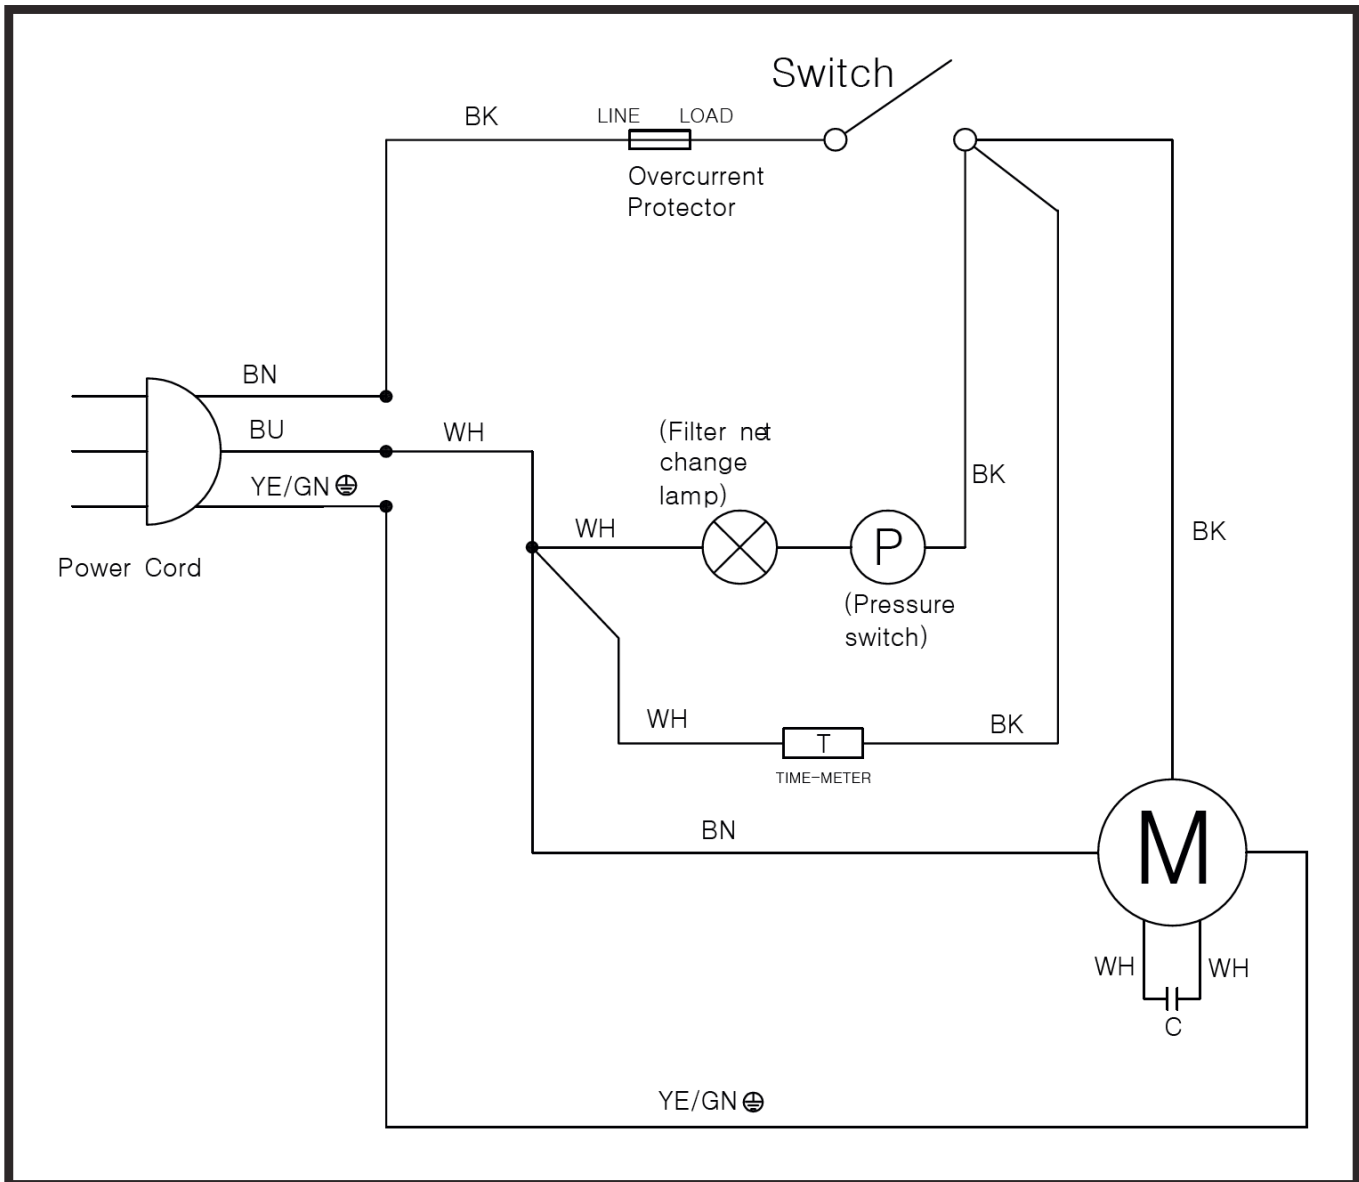 Switch
BK
LINE LOAD
Overcurrent
Protector
BN
BU
WH
YE/GN
Power Cord
(Filter net
change
lamp)
WH
P
(Pressure
switch)
BK
BK
WH
T
BK
TIME-METER
BN
M
WH
WH
C
YE/GN